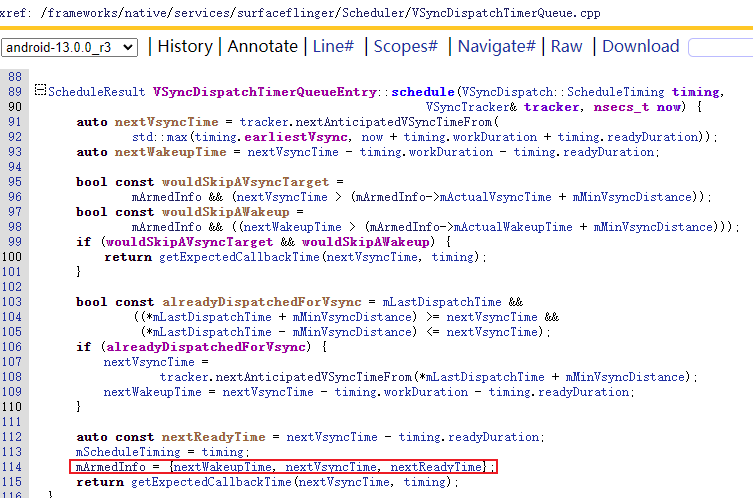 xref: /frameworks/native/services/surfaceflinger/Scheduler/VSyncDispatchTimerQueue.cpp
android-13.0.0_r3 | History | Annotate | Line# | Scopes# | Navigate# | Raw | Download
88
89 ScheduleResult VSyncDispatchTimerQueueEntry::schedule(VSyncDispatch::ScheduleTiming timing,
90 VSyncTracker& tracker, nsecs_t now) {
91 auto nextVsyncTime = tracker.nextAnticipatedVSyncTimeFrom(
92 std::max(timing.earliestVsync, now + timing.workDuration + timing.readyDuration));
93 auto nextWakeupTime = nextVsyncTime - timing.workDuration - timing.readyDuration;
94
95 bool const wouldSkipAVsyncTarget =
96 mArmedInfo && (nextVsyncTime > (mArmedInfo->mActualVsyncTime + mMinVsyncDistance));
97 bool const wouldSkipAWakeup =
98 mArmedInfo && ((nextWakeupTime > (mArmedInfo->mActualWakeupTime + mMinVsyncDistance)));
99 if (wouldSkipAVsyncTarget && wouldSkipAWakeup) {
100 return getExpectedCallbackTime(nextVsyncTime, timing);
101 }
102
103 bool const alreadyDispatchedForVsync = mLastDispatchTime &&
104 ((*mLastDispatchTime + mMinVsyncDistance) >= nextVsyncTime &&
105 (*mLastDispatchTime - mMinVsyncDistance) <= nextVsyncTime);
106 if (alreadyDispatchedForVsync) {
107 nextVsyncTime =
108 tracker.nextAnticipatedVSyncTimeFrom(*mLastDispatchTime + mMinVsyncDistance);
109 nextWakeupTime = nextVsyncTime - timing.workDuration - timing.readyDuration;
110 }
111
112 auto const nextReadyTime = nextVsyncTime - timing.readyDuration;
113 mScheduleTiming = timing;
114 mArmedInfo = {nextWakeupTime, nextVsyncTime, nextReadyTime};
115 return getExpectedCallbackTime(nextVsyncTime, timing);